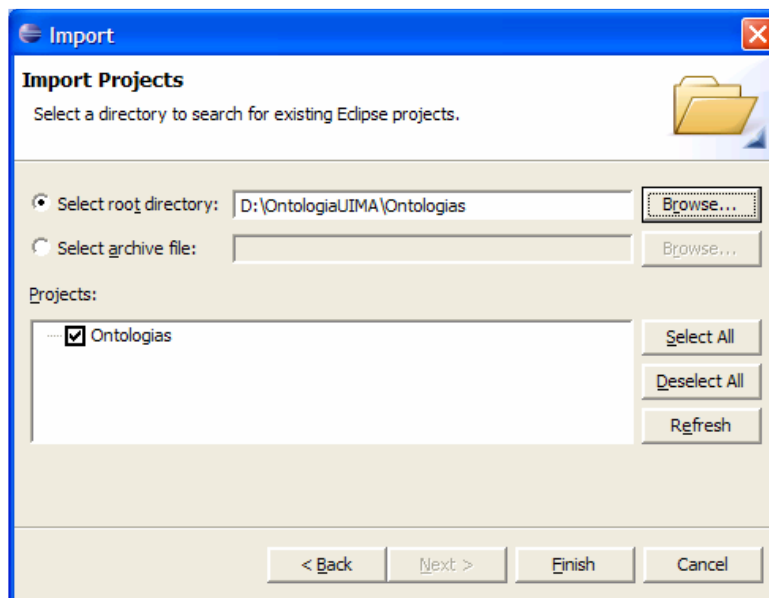 Import
Import Projects
Select a directory to search for existing Eclipse projects.
Select root directory: D:\OntologiaUIMA\Ontologias Browse...
Select archive file: Browse...
Projects:
Ontologias
Select All
Deselect All
Refresh
< Back Next > Finish Cancel